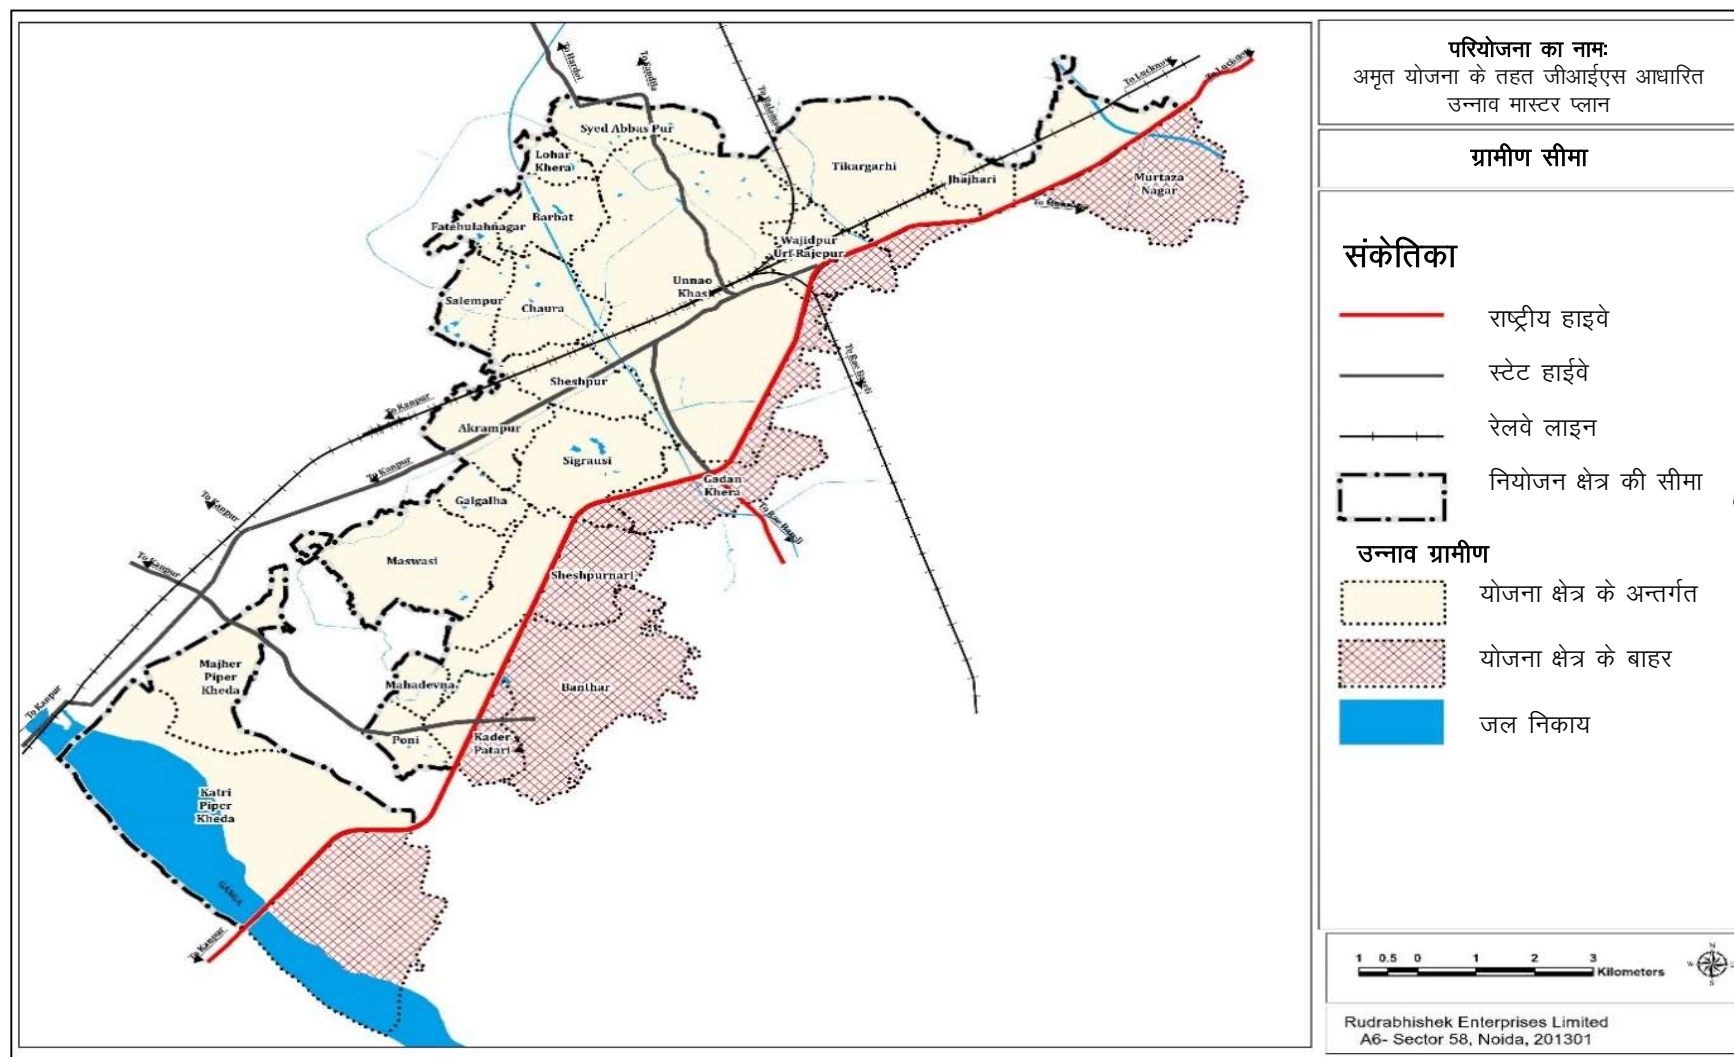 परियोजना का नामः
अमृत योजना के तहत जीआईएस आधारित
उन्नाव मास्टर प्लान
ग्रामीण सीमा
संकेतिका
राष्ट्रीय हाइवे
स्टेट हाईवे
रेलवे लाइन
नियोजन क्षेत्र की सीमा
उन्नाव ग्रामीण
योजना क्षेत्र के अन्तर्गत
योजना क्षेत्र के बाहर
जल निकाय
1 0.5 0 1 2 3
Kilometers
N
S
Rudrabhishek Enterprises Limited
A6- Sector 58, Noida, 201301
To Hardoi
To Sandila
To Lucknow
To Lucknow
Syed Abbas Pur
Lohar
Khera
Tikargarhi
Jhajhari
Murtaza
Nagar
Barbat
Fatehulahnagar
Wajidpur
Urf Rajepur
Unnao
Khas
Salempur
Chaura
To Rae Bareli
Sheshpur
To Kanpur
Akrampur
To Kanpur
Sigrausi
Gadan
Khera
Galgalha
To Kanpur
To Rae Bareli
Maswasi
Sheshpurnari
To Kanpur
Majher
Piper
Kheda
Mahadevna
Banthar
To Kanpur
Poni
Kader
Patari
Katri
Piper
Kheda
GANGA
To Kanpur